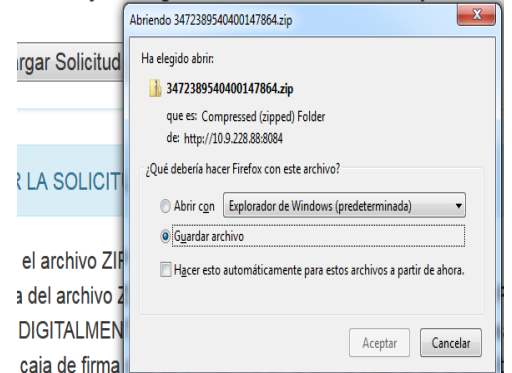 Abriendo 3472389540400147864.zip
Ha elegido abrir:
3472389540400147864.zip
que es: Compressed (zipped) Folder
de: http://10.9.228.88:8084
¿Qué debería hacer Firefox con este archivo?
Abrir con Explorador de Windows (predeterminada)
Guardar archivo
Hacer esto automáticamente para estos archivos a partir de ahora.
Aceptar Cancelar
rgar Solicitud
R LA SOLICIT
el archivo ZIP
a del archivo Z
DIGITALMEN
caja de firma